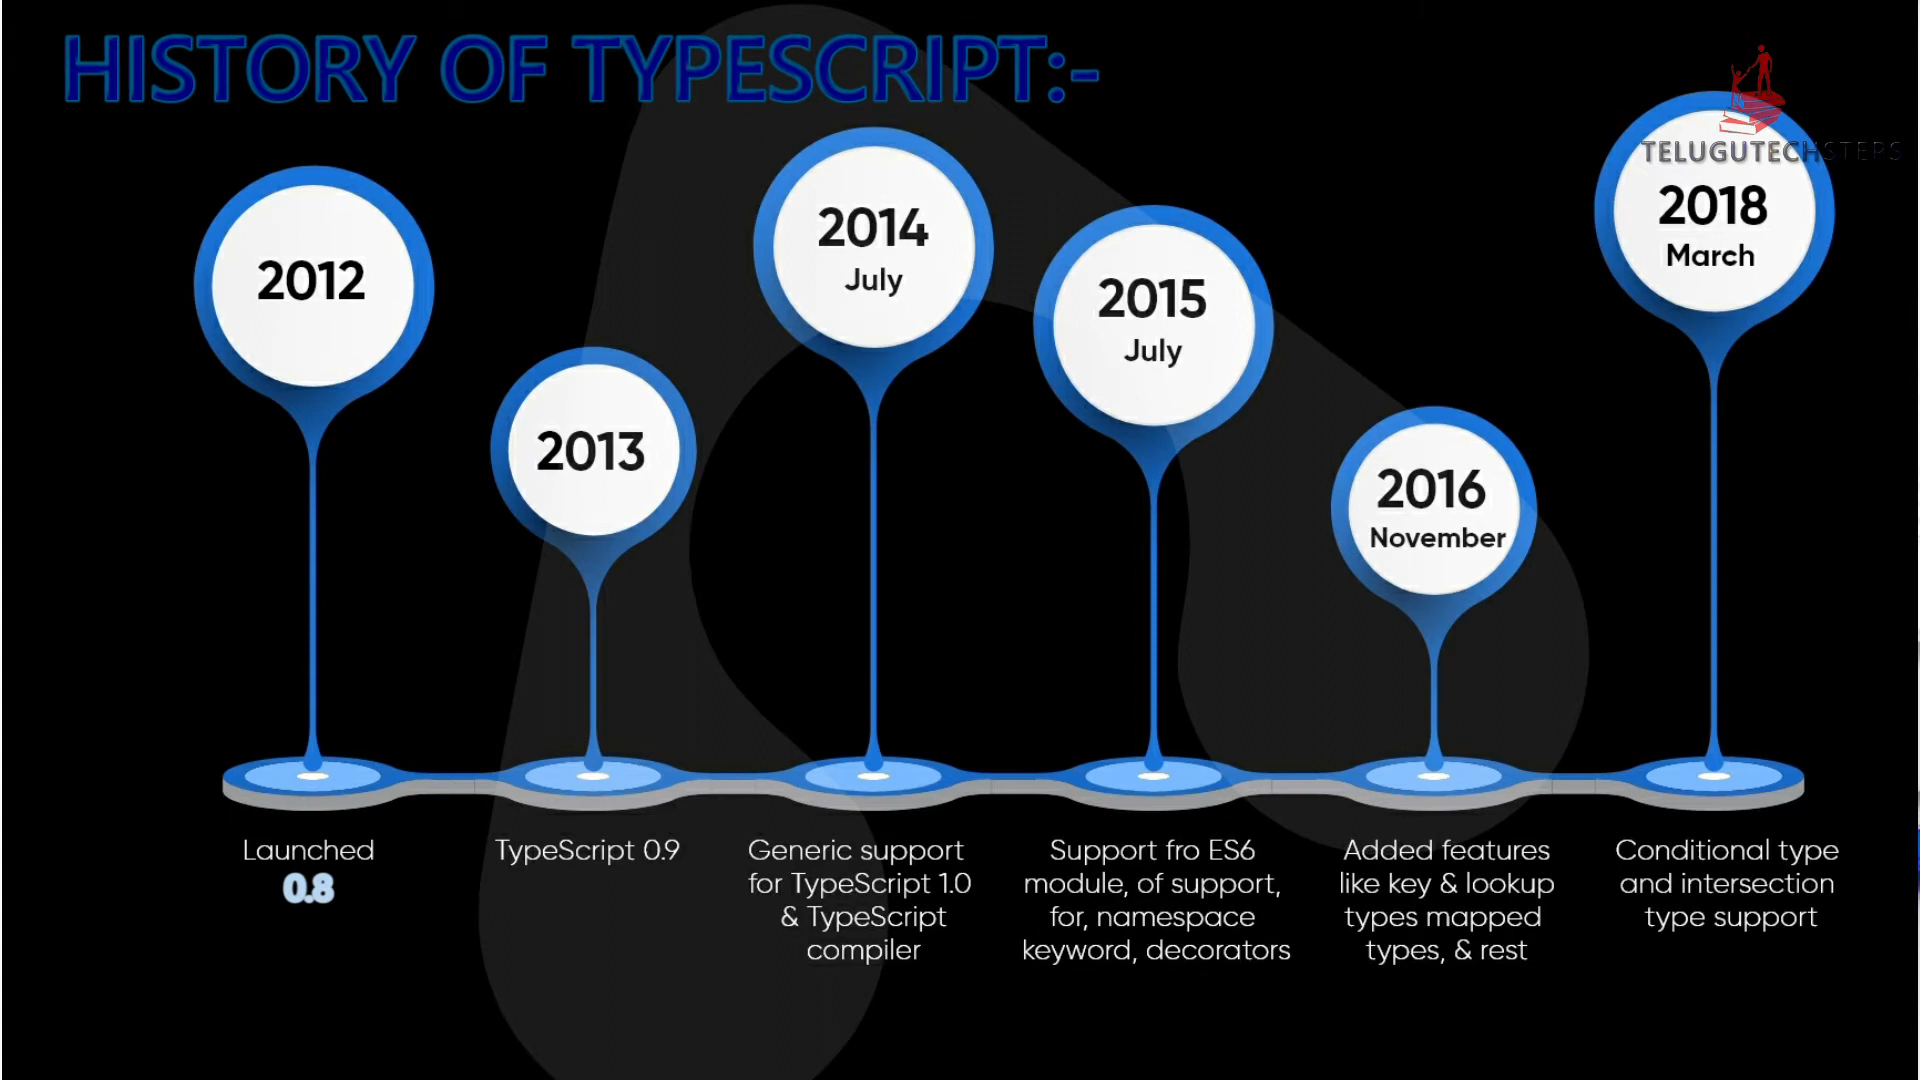 HISTORY OF TYPESCRIPT:-
TELUGUTECHSTEPS
2012
2013
2014
July
2015
July
2016
November
2018
March
Launched
0.8
TypeScript 0.9
Generic support
for TypeScript 1.0
& TypeScript
compiler
Support fro ES6
module, of support,
for, namespace
keyword, decorators
Added features
like key & lookup
types mapped
types, & rest
Conditional type
and intersection
type support